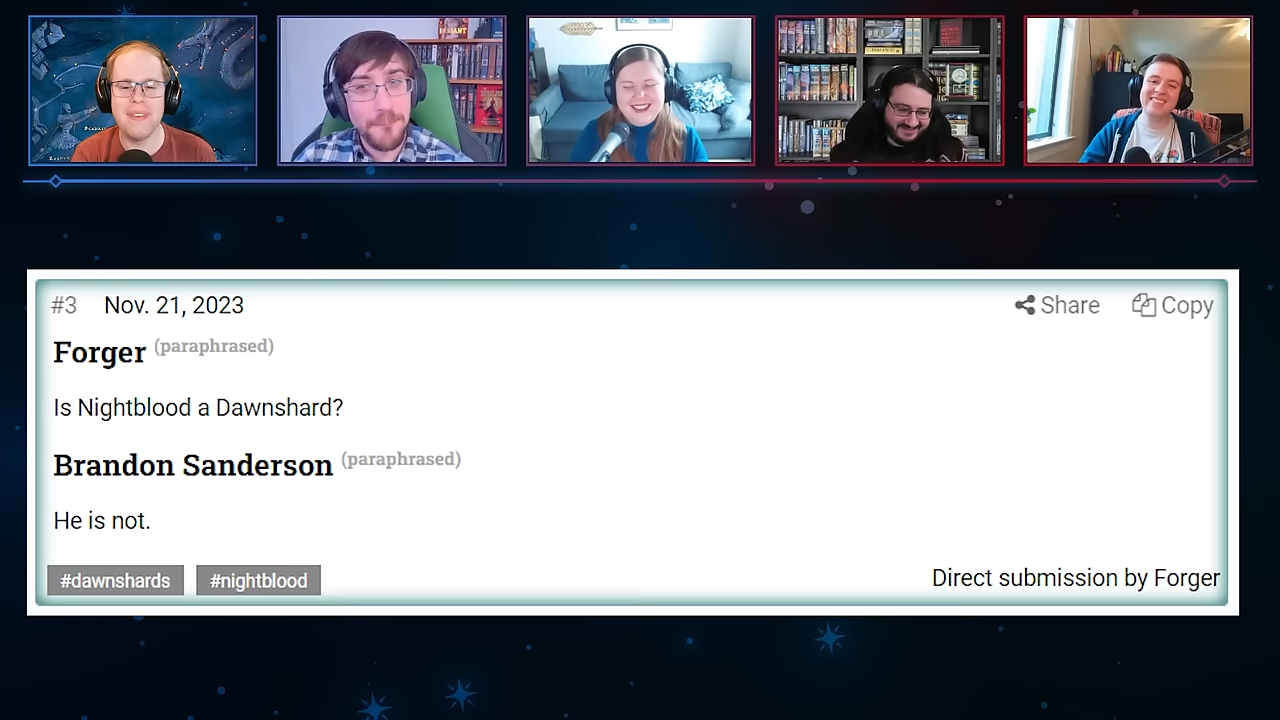 #3 Nov. 21, 2023 Share Copy
Forger (paraphrased)
Is Nightblood a Dawnshard?
Brandon Sanderson (paraphrased)
He is not.
#dawnshards #nightblood Direct submission by Forger